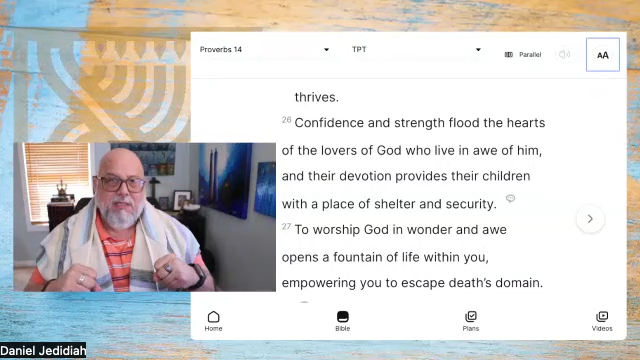 Proverbs 14
TPT
Parallel
AA
thrives.
26 Confidence and strength flood the hearts
of the lovers of God who live in awe of him,
and their devotion provides their children
with a place of shelter and security.
27 To worship God in wonder and awe
opens a fountain of life within you,
empowering you to escape death’s domain.
Home
Bible
Plans
Videos
Daniel Jedidiah